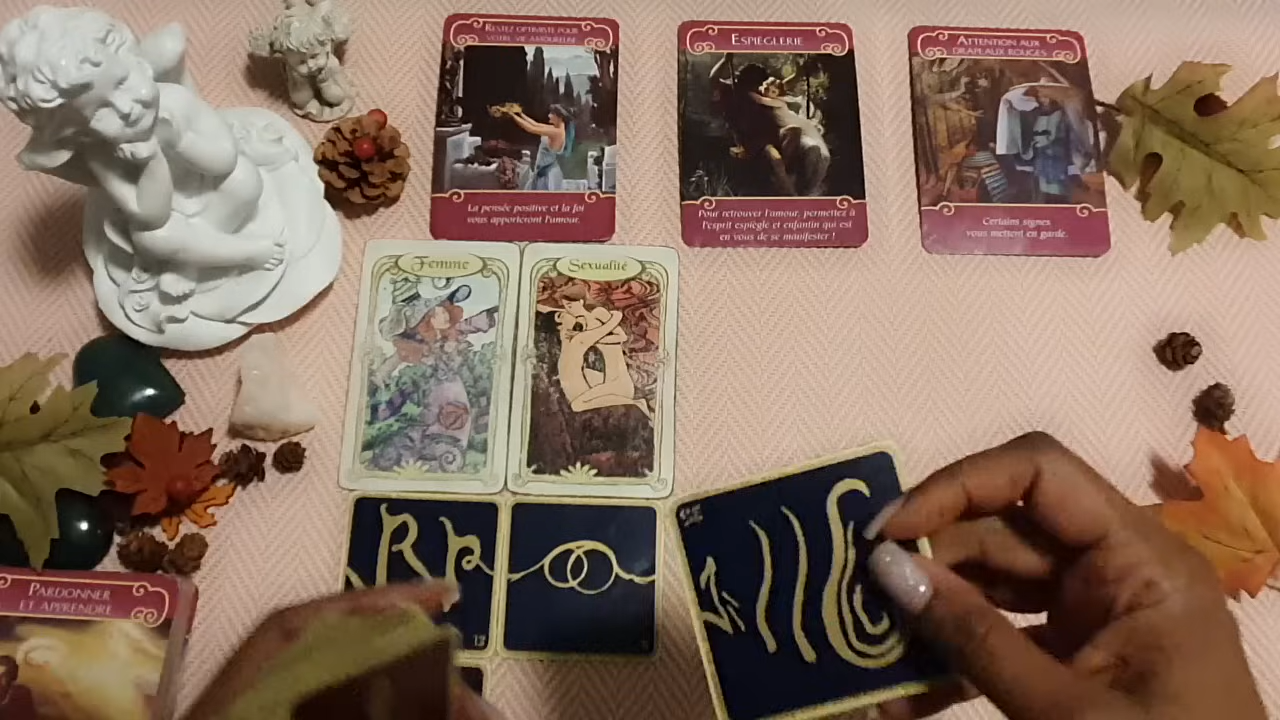 RESTEZ OPTIMISTE POUR
VOTRE VIE AMOUREUSE
La pensée positive et la foi
vous apporteront l'amour.
ESPIÈGLERIE
Pour retrouver l'amour, permettez à
l'esprit espiègle et enfantin qui est
en vous de se manifester !
ATTENTION AUX
DRAPEAUX ROUGES
Certains signes
vous mettent en garde.
Femme
Sexualité
12
PARDONNER
ET APPRENDRE